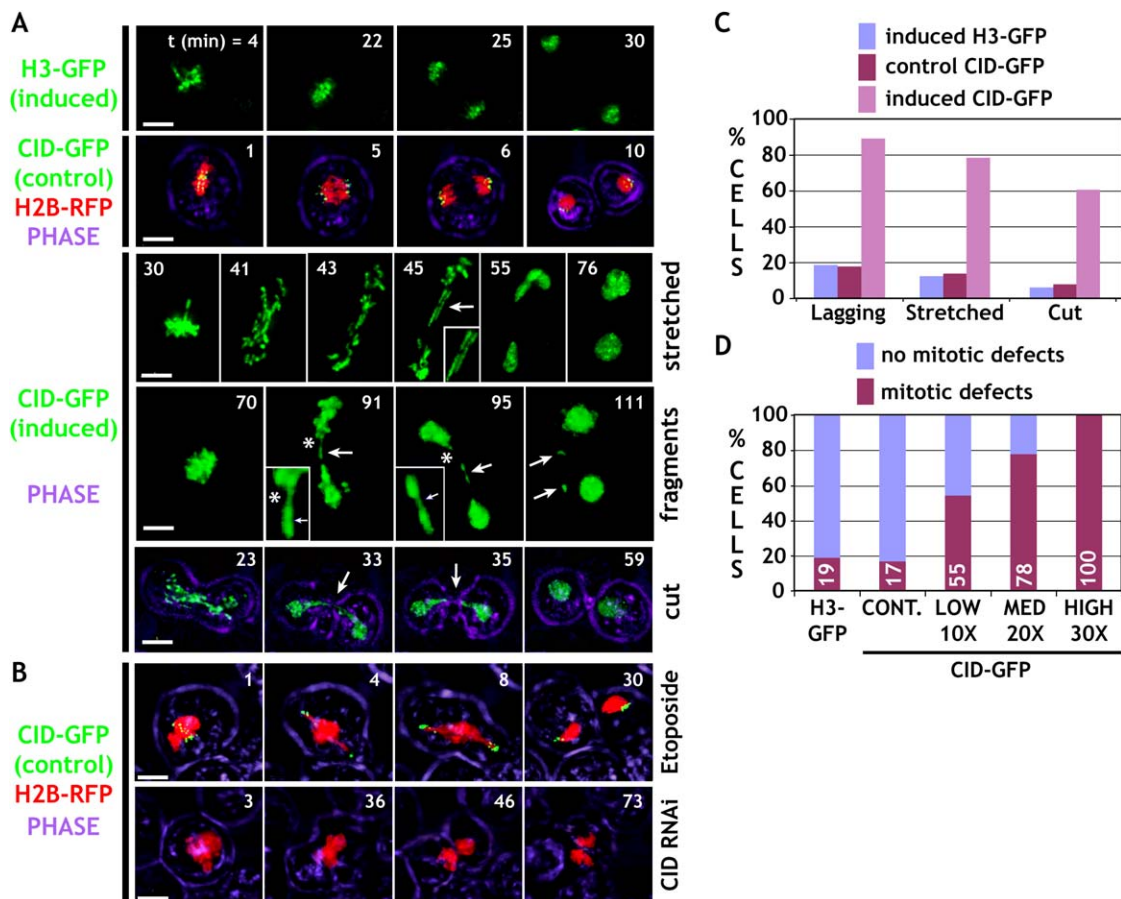 A
H3-GFP
(induced)
t (min) = 4
22
25
30
CID-GFP
(control)
H2B-RFP
PHASE
1
5
6
10
CID-GFP
(induced)
PHASE
30
41
43
45
55
76
stretched
70
91
95
111
*
*
*
*
fragments
23
33
35
59
cut
B
CID-GFP
(control)
H2B-RFP
PHASE
1
4
8
30
Etoposide
3
36
46
73
CID RNAi
C
induced H3-GFP
control CID-GFP
induced CID-GFP
% CELLS
100
80
60
40
20
0
Lagging
Stretched
Cut
D
no mitotic defects
mitotic defects
% CELLS
100
80
60
40
20
0
19
17
55
78
100
H3-GFP
CONT.
LOW 10X
MED 20X
HIGH 30X
CID-GFP